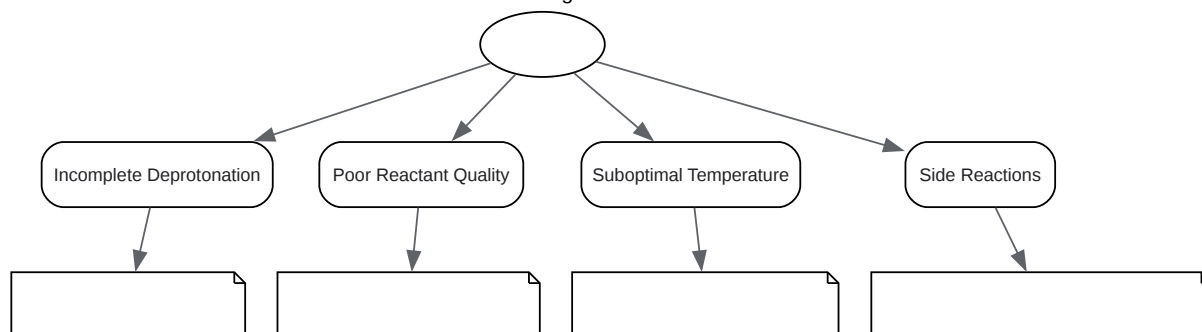 Incomplete Deprotonation
Poor Reactant Quality
Suboptimal Temperature
Side Reactions